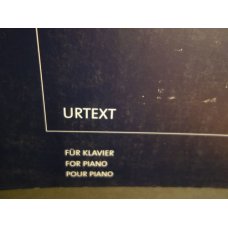 URTEXT
FÜR KLAVIER
FOR PIANO
POUR PIANO